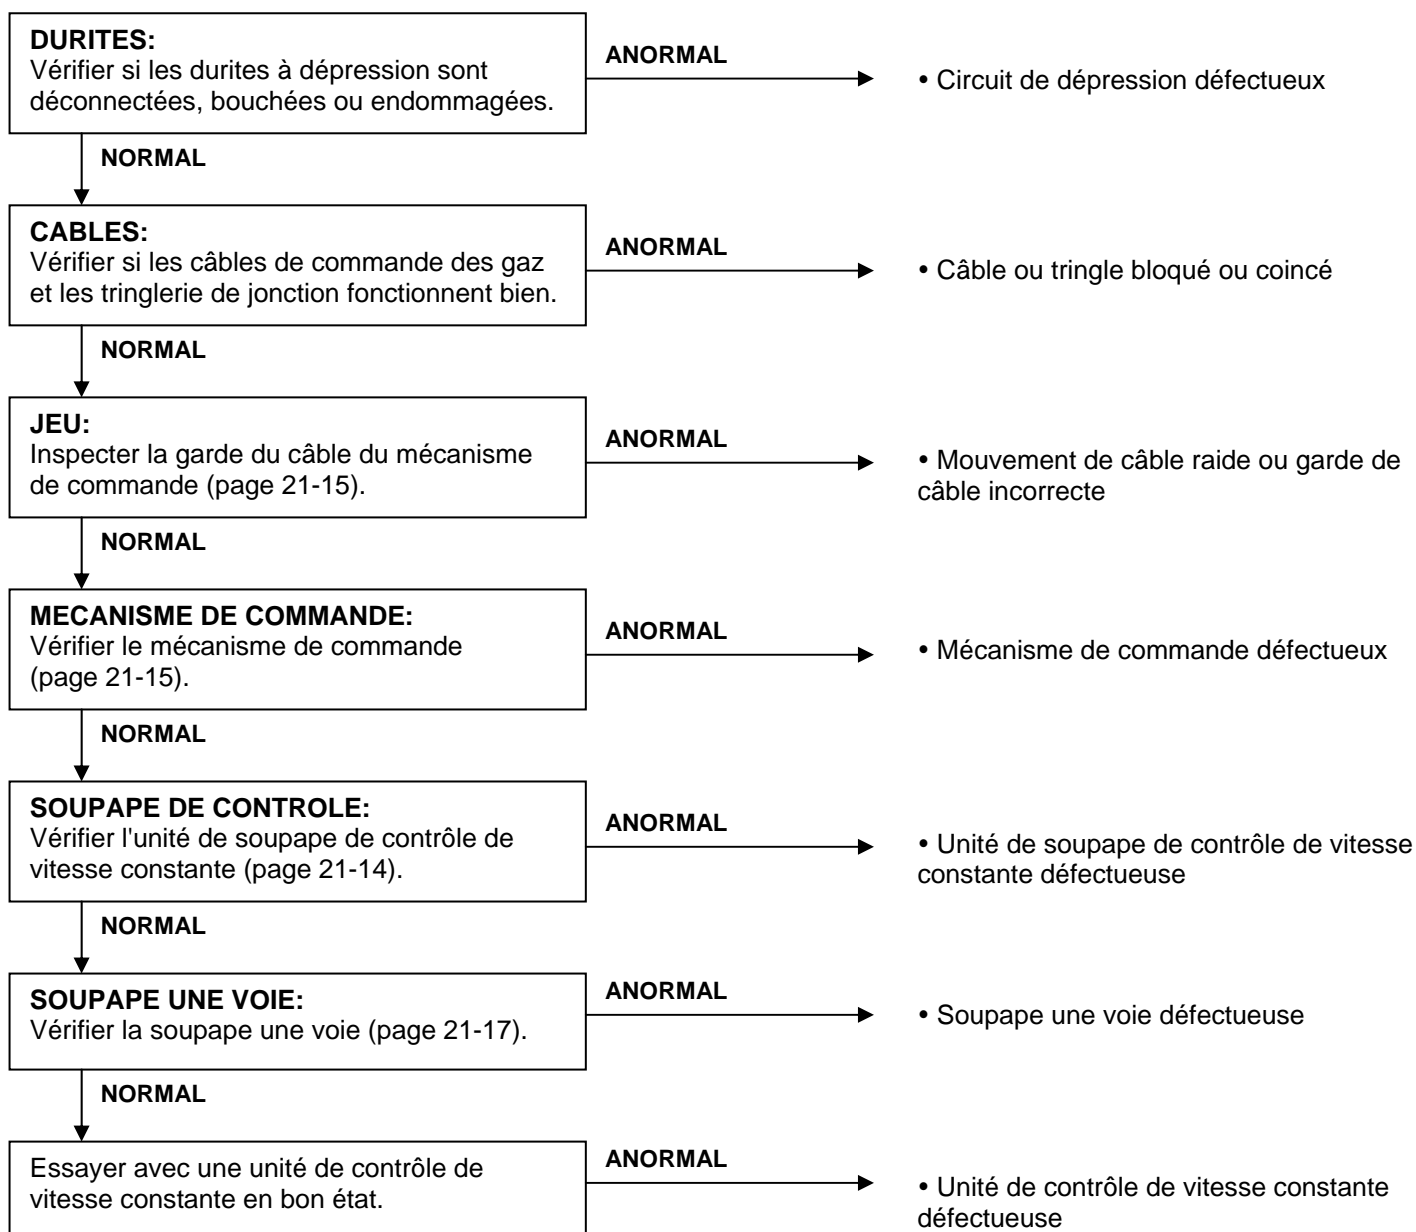 DURITES:
Vérifier si les durites à dépression sont
déconnectées, bouchées ou endommagées.
ANORMAL
• Circuit de dépression défectueux
NORMAL
CABLES:
Vérifier si les câbles de commande des gaz
et les tringlerie de jonction fonctionnent bien.
ANORMAL
• Câble ou tringle bloqué ou coincé
NORMAL
JEU:
Inspecter la garde du câble du mécanisme
de commande (page 21-15).
ANORMAL
• Mouvement de câble raide ou garde de
câble incorrecte
NORMAL
MECANISME DE COMMANDE:
Vérifier le mécanisme de commande
(page 21-15).
ANORMAL
• Mécanisme de commande défectueux
NORMAL
SOUPAPE DE CONTROLE:
Vérifier l'unité de soupape de contrôle de
vitesse constante (page 21-14).
ANORMAL
• Unité de soupape de contrôle de vitesse
constante défectueuse
NORMAL
SOUPAPE UNE VOIE:
Vérifier la soupape une voie (page 21-17).
ANORMAL
• Soupape une voie défectueuse
NORMAL
Essayer avec une unité de contrôle de
vitesse constante en bon état.
ANORMAL
• Unité de contrôle de vitesse constante
défectueuse